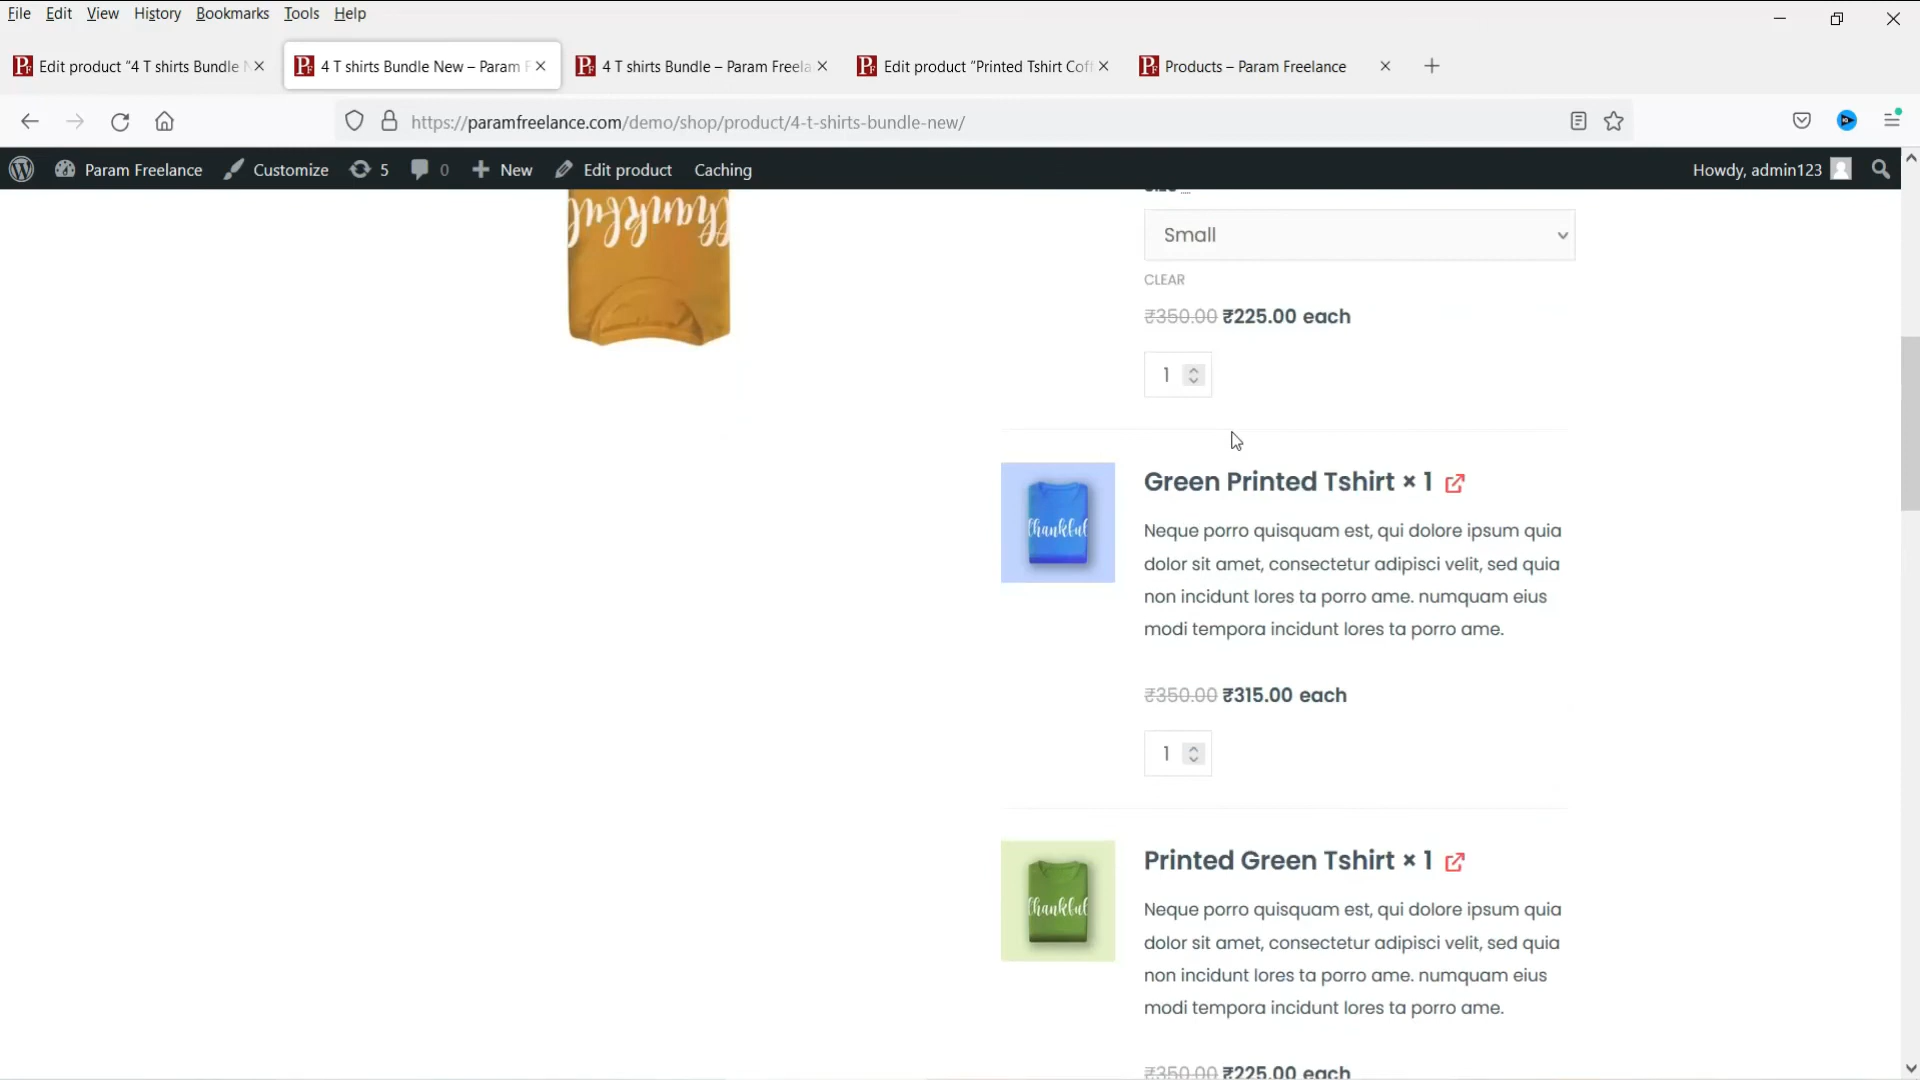 File Edit View History Bookmarks Tools Help
Edit product “4 T shirts Bundle N
4 T shirts Bundle New – Param F
4 T shirts Bundle – Param Freela
Edit product “Printed Tshirt Coff
Products – Param Freelance
https://paramfreelance.com/demo/shop/product/4-t-shirts-bundle-new/
Param Freelance Customize 5 0 New Edit product Caching Howdy, admin123
thankful
Small
CLEAR
₹350.00 ₹225.00 each
1
thankful
Green Printed Tshirt × 1
Neque porro quisquam est, qui dolore ipsum quia
dolor sit amet, consectetur adipisci velit, sed quia
non incidunt lores ta porro ame. numquam eius
modi tempora incidunt lores ta porro ame.
₹350.00 ₹315.00 each
1
thankful
Printed Green Tshirt × 1
Neque porro quisquam est, qui dolore ipsum quia
dolor sit amet, consectetur adipisci velit, sed quia
non incidunt lores ta porro ame. numquam eius
modi tempora incidunt lores ta porro ame.
₹350.00 ₹225.00 each